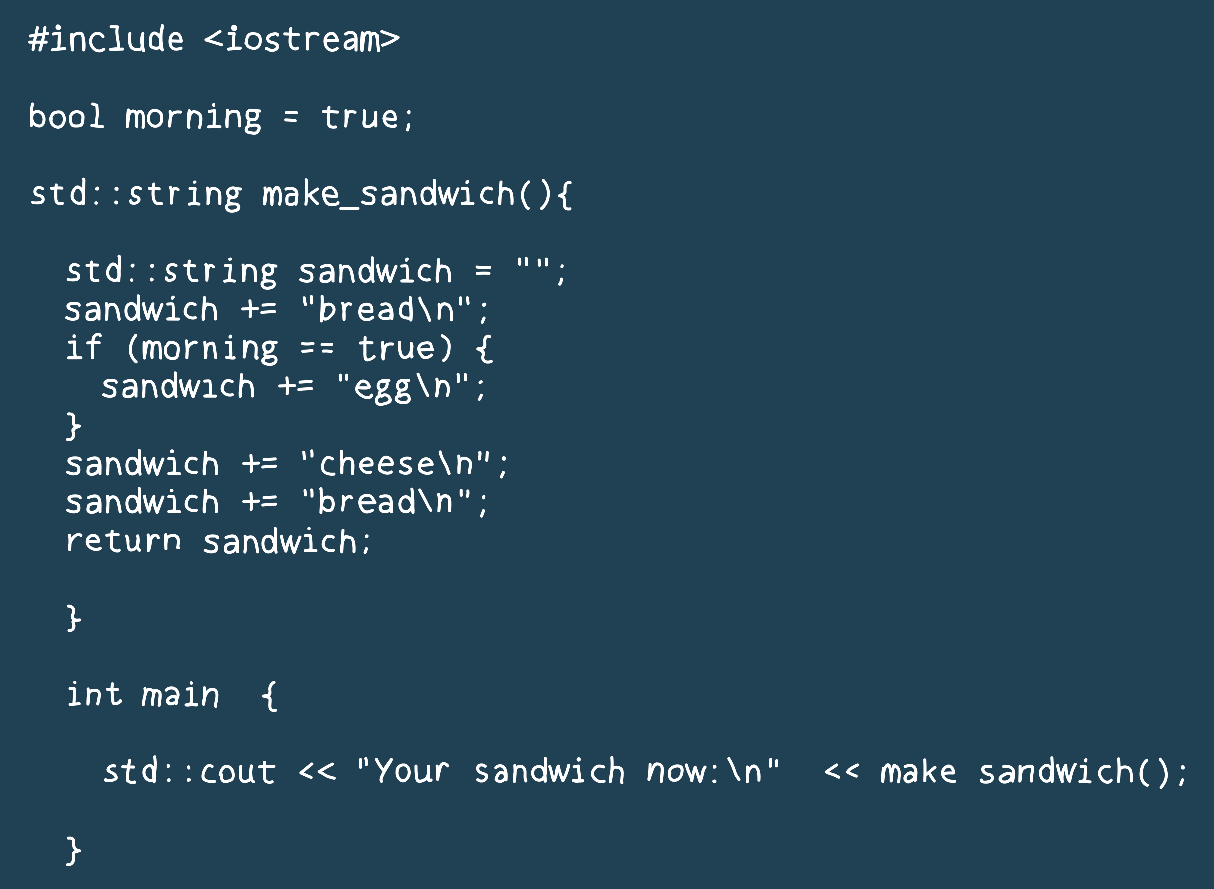 #include <iostream>
bool morning = true;
std::string make_sandwich(){
std::string sandwich = "";
sandwich += "bread\n";
if (morning == true) {
sandwich += "egg\n";
}
sandwich += "cheese\n";
sandwich += "bread\n";
return sandwich;
}
int main  {
std::cout << "Your sandwich now:\n"  << make sandwich();
}